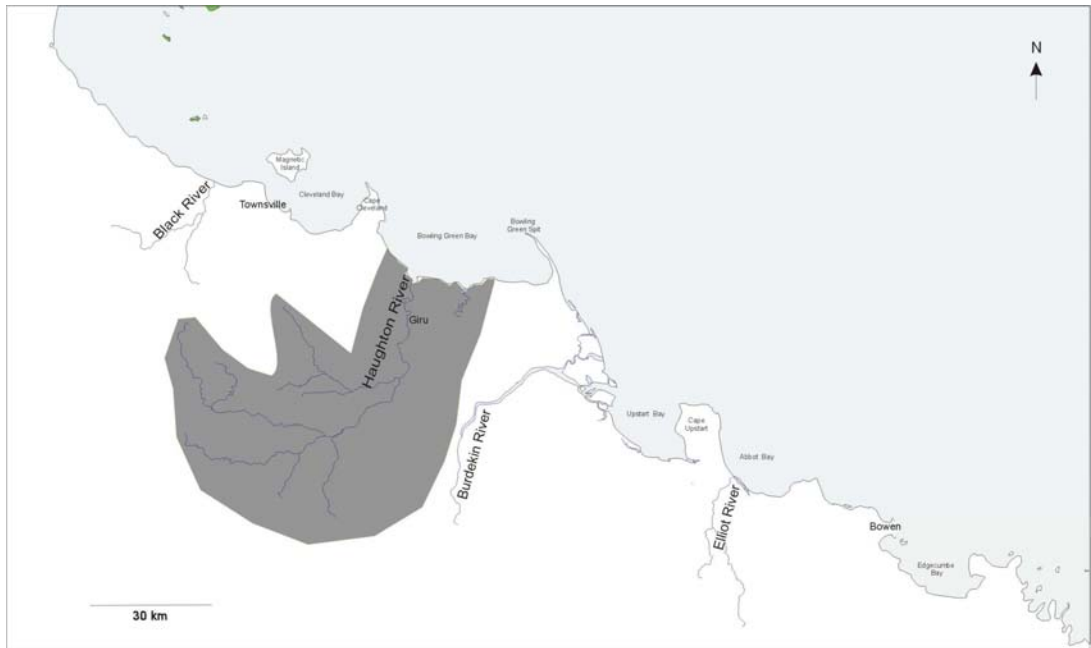 N
Magnetic
Island
Cleveland Bay
Cape
Cleveland
Black River
Townsville
Bowling Green Bay
Bowling
Green Spit
Haughton River
Giru
Burdekin River
Upstart Bay
Cape
Upstart
Abbot Bay
Elliot River
Bowen
Edgecumbe
Bay
30 km